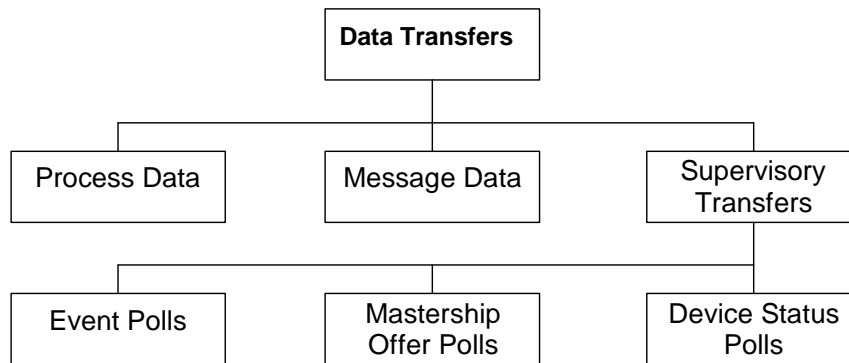 Data Transfers
Process Data
Message Data
Supervisory
Transfers
Event Polls
Mastership
Offer Polls
Device Status
Polls